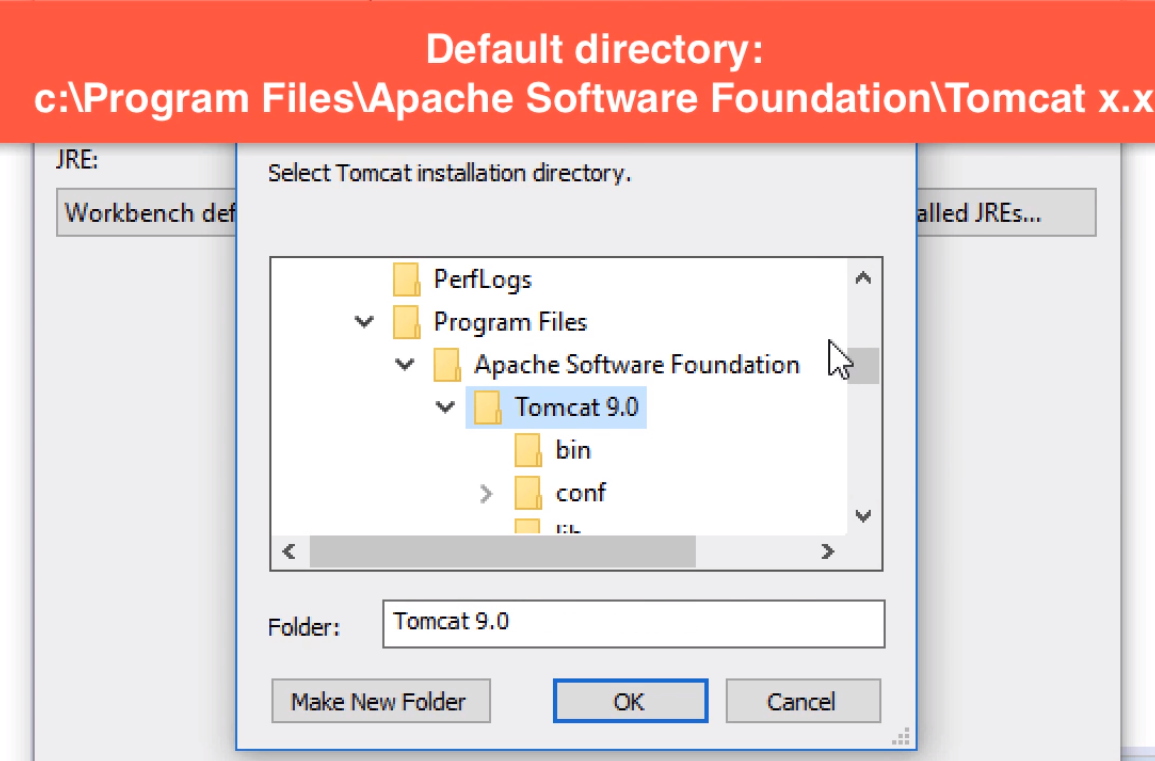 Default directory:
c:\Program Files\Apache Software Foundation\Tomcat x.x
JRE:
Select Tomcat installation directory.
Workbench def
alled JREs...
PerfLogs
Program Files
Apache Software Foundation
Tomcat 9.0
bin
conf
lib
Folder: Tomcat 9.0
Make New Folder OK Cancel